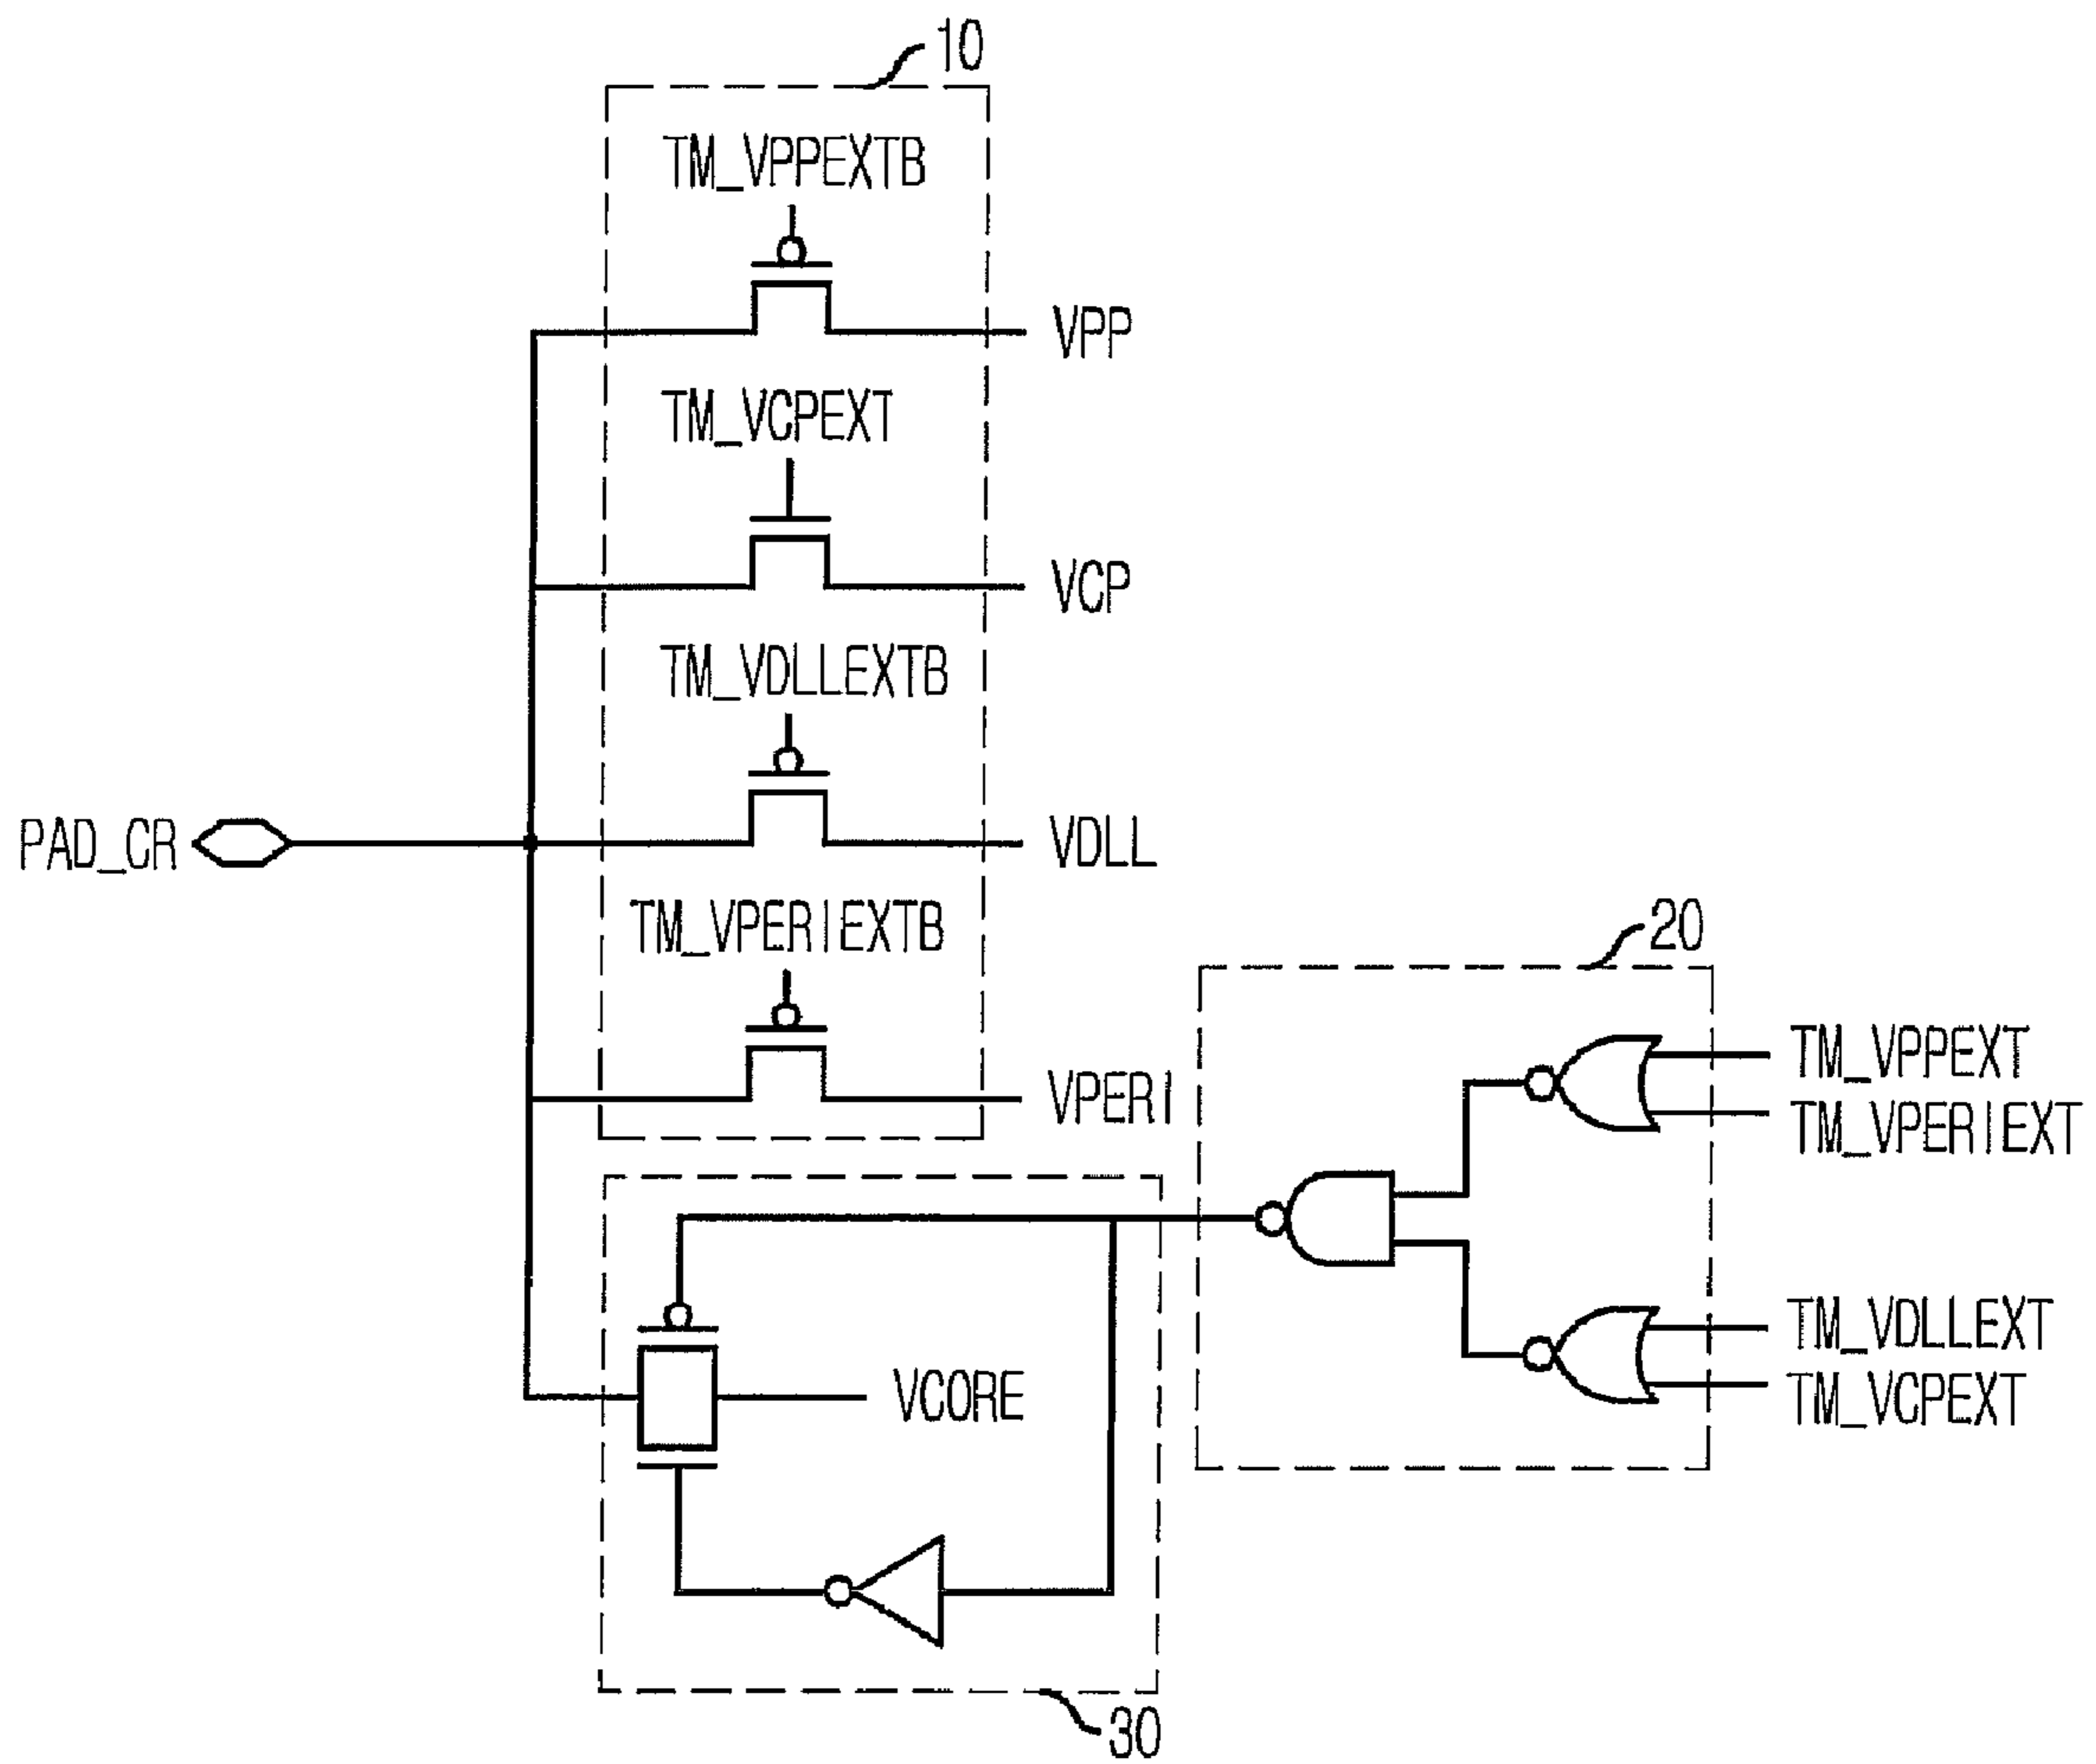 10
TM_VPPEXTB
VPP
TM_VCPEXT
VCP
TM_VDLLEXTB
PAD_CR
VDLL
TM_VPERIEXTB
VPERI
20
TM_VPPEXT
TM_VPERIEXT
TM_VDLLEXT
TM_VCPEXT
VCORE
30